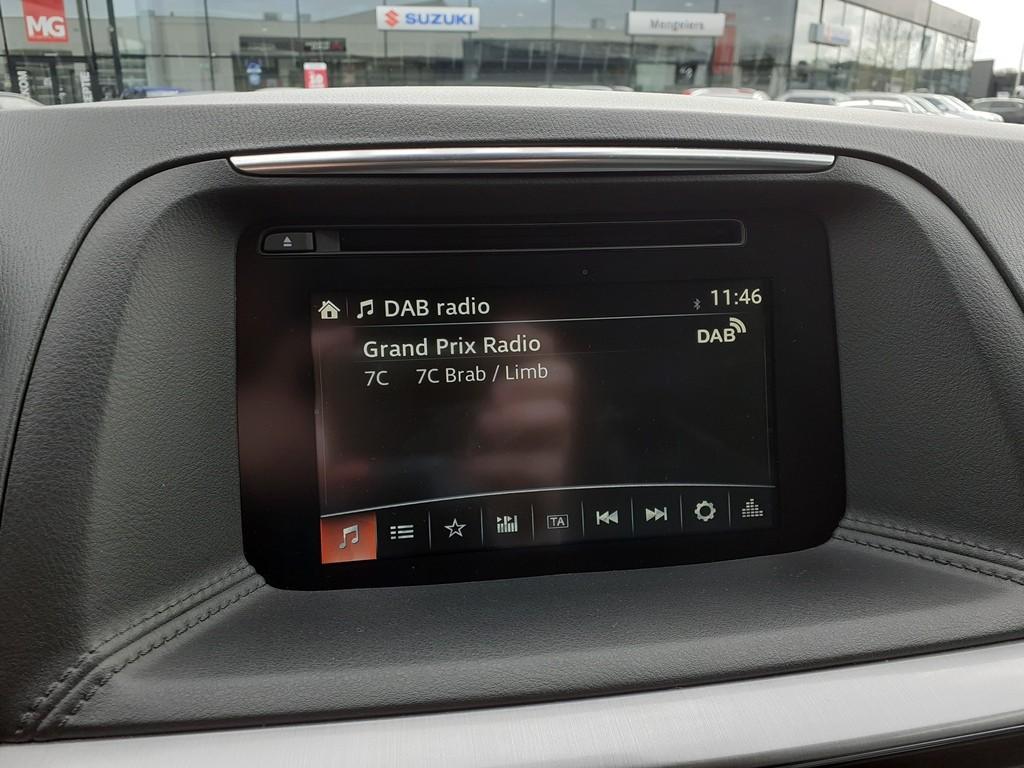 MG
SUZUKI
Mengelers
DAB radio
11:46
Grand Prix Radio
DAB
7C 7C Brab / Limb
TA